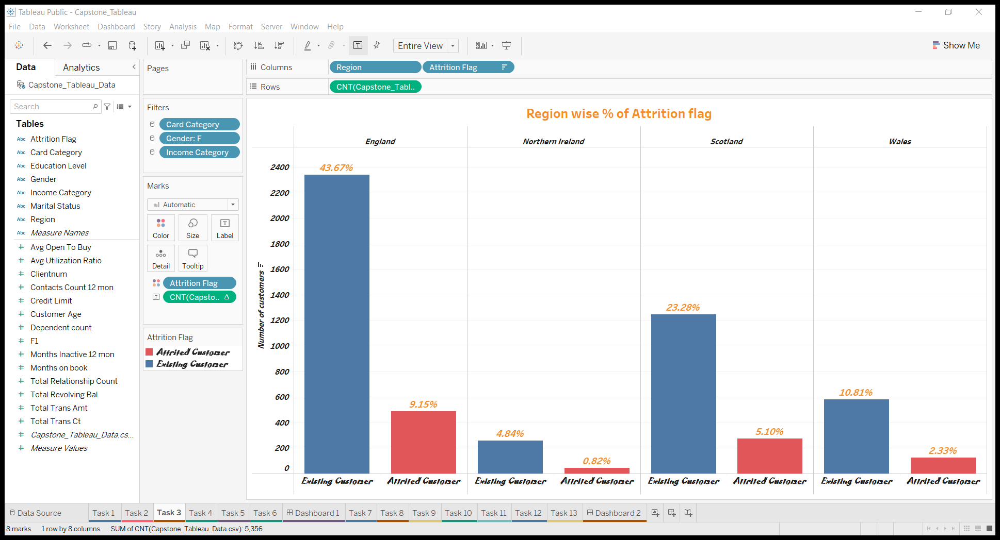 Tableau Public - Capstone_Tableau
File Data Worksheet Dashboard Story Analysis Map Format Server Window Help
Entire View
Show Me
Data
Analytics
Capstone_Tableau_Data
Search
Tables
Abc Attrition Flag
Abc Card Category
Abc Education Level
Abc Gender
Abc Income Category
Abc Marital Status
Abc Region
Abc Measure Names
# Avg Open To Buy
# Avg Utilization Ratio
# Clientnum
# Contacts Count 12 mon
# Credit Limit
# Customer Age
# Dependent count
# F1
# Months Inactive 12 mon
# Months on book
# Total Relationship Count
# Total Revolving Bal
# Total Trans Amt
# Total Trans Ct
# Capstone_Tableau_Data.cs...
# Measure Values
Pages
Filters
Card Category
Gender: F
Income Category
Marks
Automatic
Color Size Label
Detail Tooltip
Attrition Flag
CNT(Capsto.. Δ
Attrition Flag
Attrited Customer
Existing Customer
Columns Region Attrition Flag
Rows CNT(Capstone_Tabl..
Region wise % of Attrition flag
England Northern Ireland Scotland Wales
Number of customers
2400
2200
2000
1800
1600
1400
1200
1000
800
600
400
200
0
43.67%
9.15%
4.84%
0.82%
23.28%
5.10%
10.81%
2.33%
Existing Customer Attrited Customer Existing Customer Attrited Customer Existing Customer Attrited Customer Existing Customer Attrited Customer
Data Source Task 1 Task 2 Task 3 Task 4 Task 5 Task 6 Dashboard 1 Task 7 Task 8 Task 9 Task 10 Task 11 Task 12 Task 13 Dashboard 2
8 marks 1 row by 8 columns SUM of CNT(Capstone_Tableau_Data.csv): 5,356